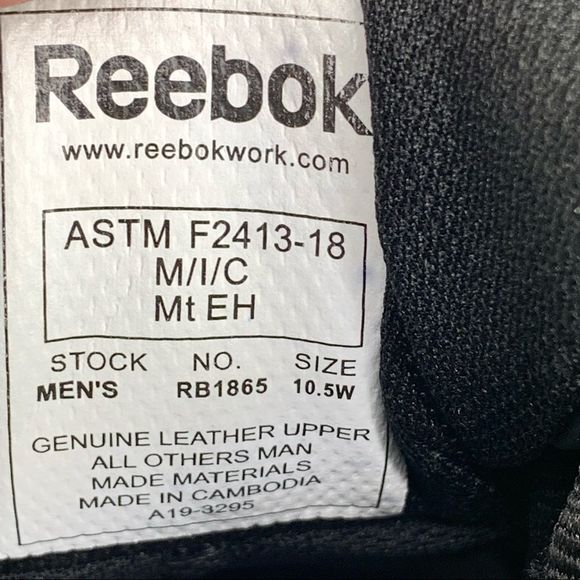 Reebok
www.reebokwork.com
ASTM F2413-18
M/I/C
Mt EH
STOCK NO. SIZE
MEN'S RB1865 10.5W
GENUINE LEATHER UPPER
ALL OTHERS MAN
MADE MATERIALS
MADE IN CAMBODIA
A19-3295